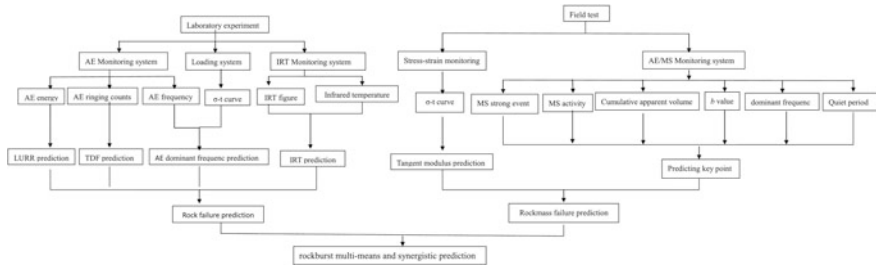 Laboratory experiment
Field test
AE Monitoring system
Loading system
IRT Monitoring system
Stress-strain monitoring
AE/MS Monitoring System
AE energy
AE ringing counts
AE frequency
σ-t curve
IRT figure
Infrared temperature
σ-t curve
MS strong event
MS activity
Cumulative apparent volume
b value
dominant frequenc
Quiet period
LURR prediction
TDF prediction
AE dominant frequenc prediction
IRT prediction
Tangent modulus prediction
Predicting key point
Rock failure prediction
Rockmass failure prediction
rockburst multi-means and synergistic prediction